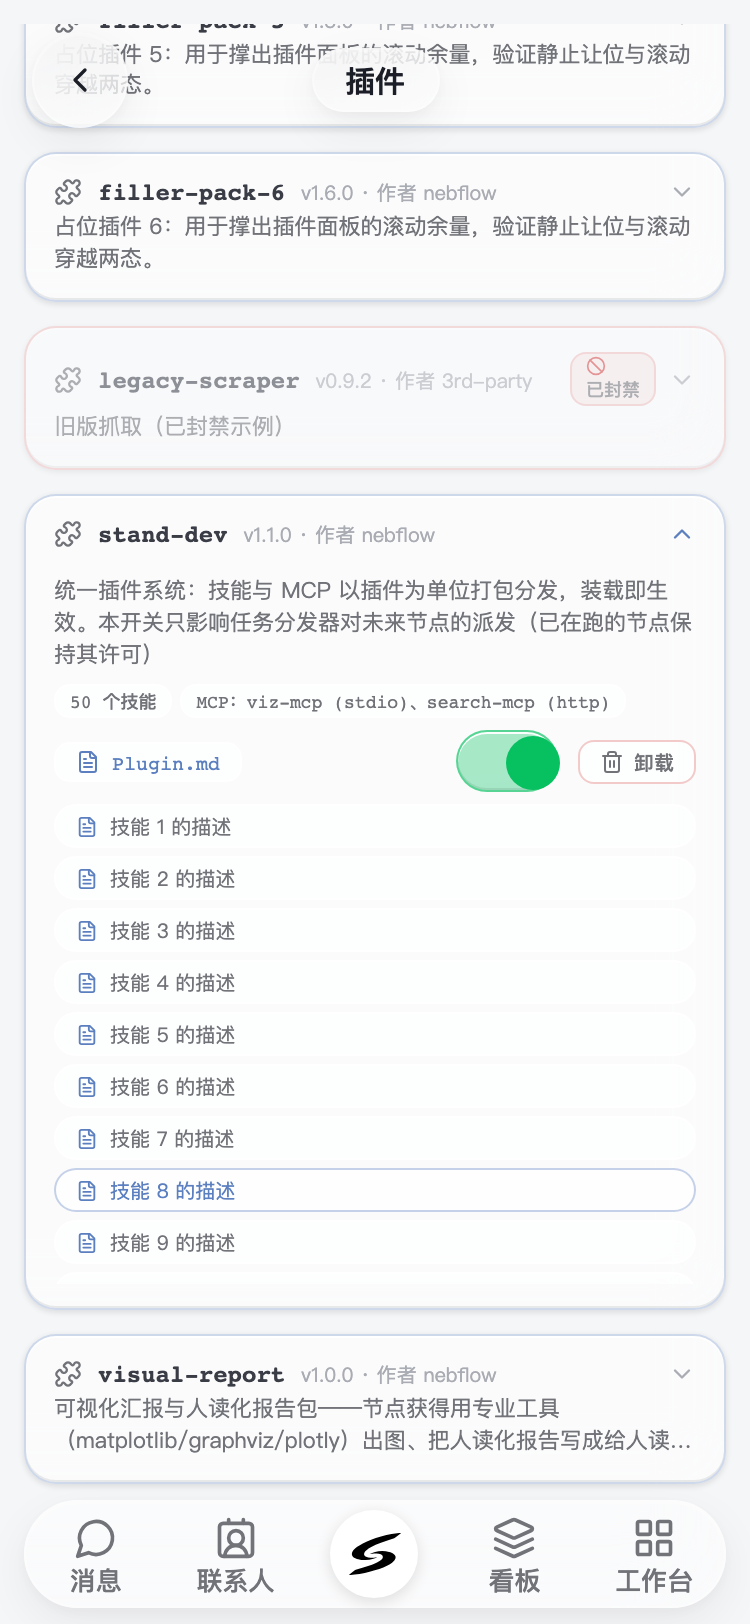 filler-pack-5 v1.5.0 · 作者 nebflow
占位插件 5：用于撑出插件面板的滚动余量，验证静止让位与滚动
穿越两态。
插件
filler-pack-6 v1.6.0 · 作者 nebflow
占位插件 6：用于撑出插件面板的滚动余量，验证静止让位与滚动
穿越两态。
legacy-scraper v0.9.2 · 作者 3rd-party
已封禁
旧版抓取（已封禁示例）
stand-dev v1.1.0 · 作者 nebflow
统一插件系统：技能与 MCP 以插件为单位打包分发，装载即生
效。本开关只影响任务分发器对未来节点的派发（已在跑的节点保
持其许可）
50 个技能 MCP：viz-mcp (stdio)、search-mcp (http)
Plugin.md 卸载
技能 1 的描述
技能 2 的描述
技能 3 的描述
技能 4 的描述
技能 5 的描述
技能 6 的描述
技能 7 的描述
技能 8 的描述
技能 9 的描述
visual-report v1.0.0 · 作者 nebflow
可视化汇报与人读化报告包——节点获得用专业工具
（matplotlib/graphviz/plotly）出图、把人读化报告写成给人读…
消息 联系人 看板 工作台